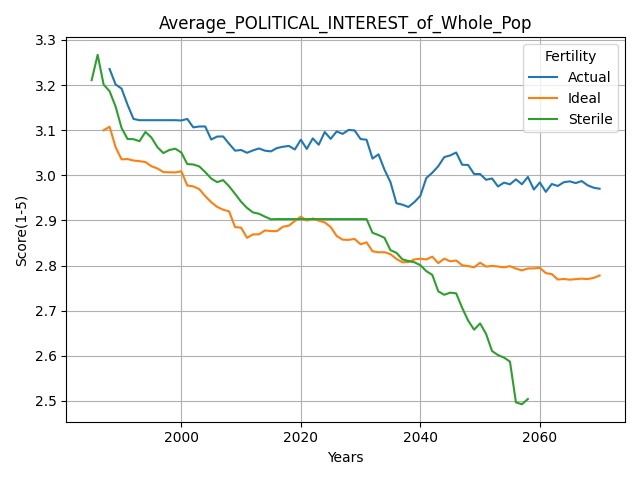 Average_POLITICAL_INTEREST_of_Whole_Pop
Score(1-5)
3.3
3.2
3.1
3.0
2.9
2.8
2.7
2.6
2.5
Fertility
Actual
Ideal
Sterile
2000
2020
2040
2060
Years